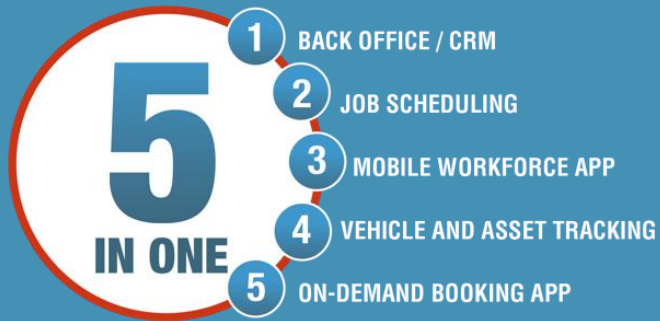 5
IN ONE
1 BACK OFFICE / CRM
2 JOB SCHEDULING
3 MOBILE WORKFORCE APP
4 VEHICLE AND ASSET TRACKING
5 ON-DEMAND BOOKING APP